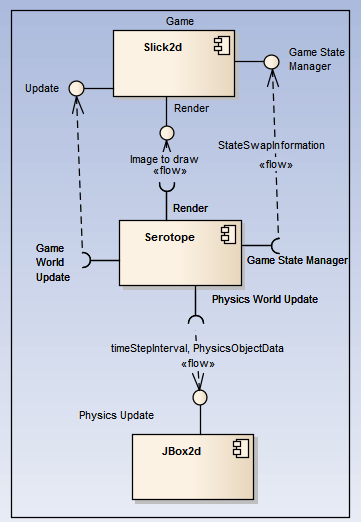 Game
Slick2d
Game State
Manager
Update
Render
StateSwapInformation
Image to draw
«flow»
«flow»
Render
Serotope
Game
World
Update
Game State Manager
Physics World Update
timeStepInterval, PhysicsObjectData
«flow»
Physics Update
JBox2d